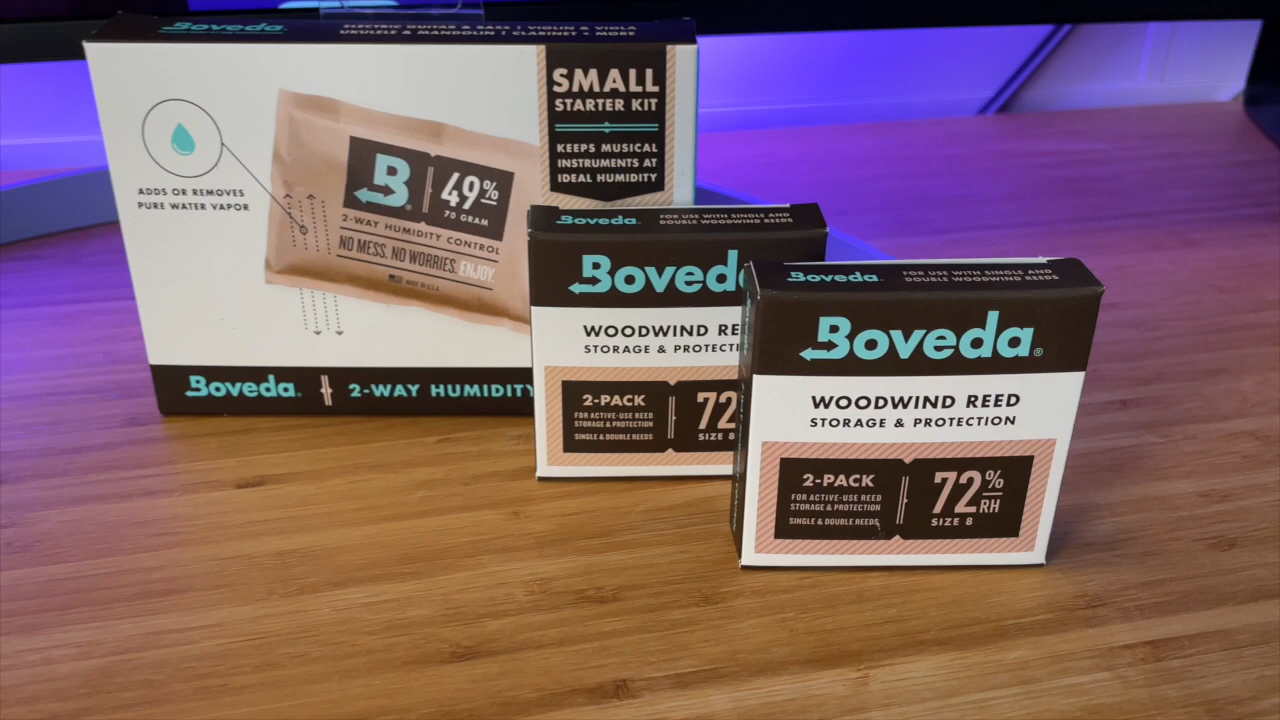 Boveda®
ELECTRIC GUITAR & BASS | VIOLIN & VIOLA
UKULELE & MANDOLIN | CLARINET + MORE
SMALL
STARTER KIT
KEEPS MUSICAL
INSTRUMENTS AT
IDEAL HUMIDITY
ADDS OR REMOVES
PURE WATER VAPOR
B®
49%
70 GRAM
2-WAY HUMIDITY CONTROL
NO MESS. NO WORRIES. ENJOY.
MADE IN U.S.A.
Boveda®
2-WAY HUMIDITY
Boveda®
FOR USE WITH SINGLE AND
DOUBLE WOODWIND REEDS
Boved
WOODWIND RE
STORAGE & PROTECTI
2-PACK
FOR ACTIVE-USE REED
STORAGE & PROTECTION
SINGLE & DOUBLE REEDS
72
SIZE 8
Boveda®
FOR USE WITH SINGLE AND
DOUBLE WOODWIND REEDS
Boveda®
WOODWIND REED
STORAGE & PROTECTION
2-PACK
FOR ACTIVE-USE REED
STORAGE & PROTECTION
SINGLE & DOUBLE REEDS
72%
RH
SIZE 8